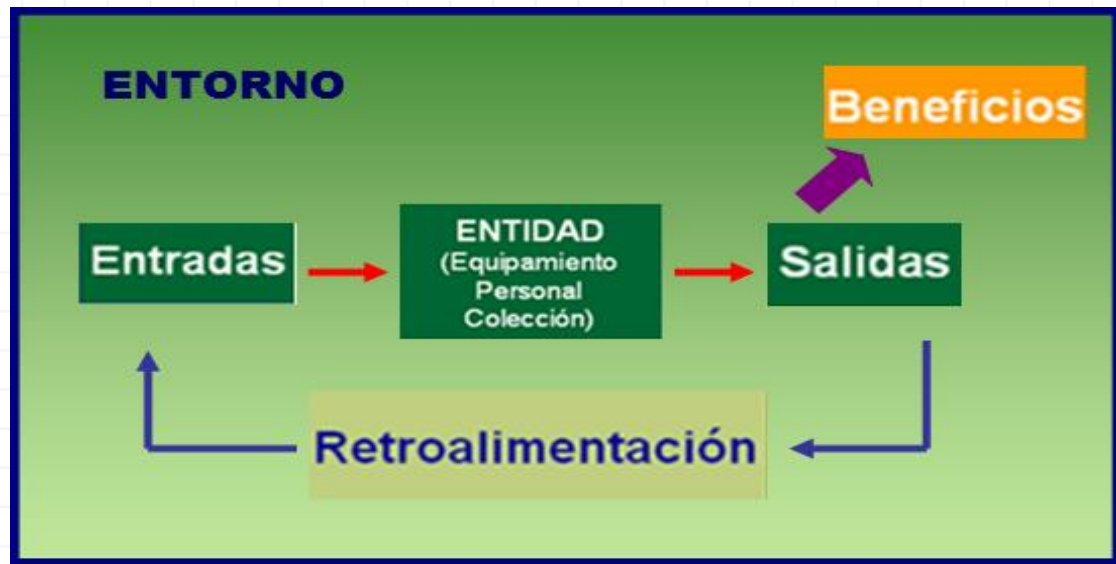 ENTORNO
Beneficios
Entradas
ENTIDAD
(Equipamiento
Personal
Colección)
Salidas
Retroalimentación